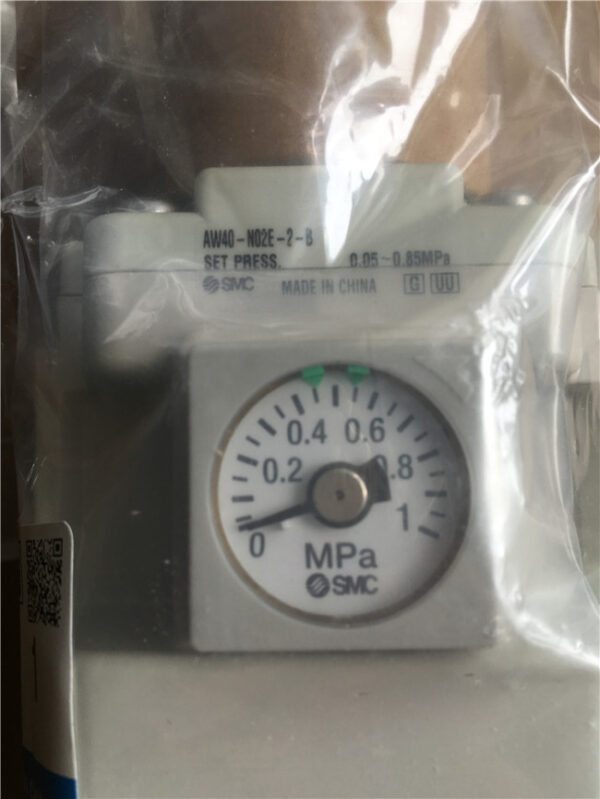 AW40-N02E-2-B
SET PRESS. 0.05~0.85MPa
SMC MADE IN CHINA G UU
0.4 0.6
0.2 0.8
0 1
MPa
SMC